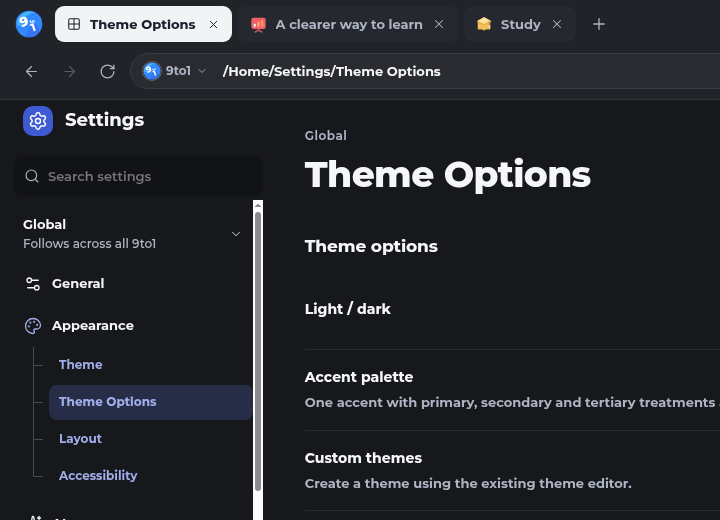 Theme Options
A clearer way to learn
Study
9to1
/Home/Settings/Theme Options
Settings
Search settings
Global
Follows across all 9to1
General
Appearance
Theme
Theme Options
Layout
Accessibility
Global
Theme Options
Theme options
Light / dark
Accent palette
One accent with primary, secondary and tertiary treatments
Custom themes
Create a theme using the existing theme editor.